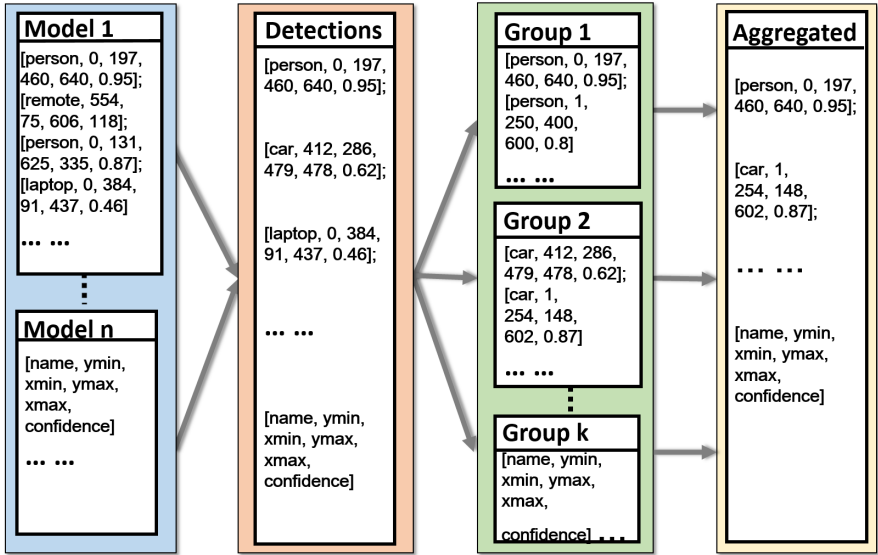 Model 1
[person, 0, 197,
460, 640, 0.95];
[remote, 554,
75, 606, 118];
[person, 0, 131,
625, 335, 0.87];
[laptop, 0, 384,
91, 437, 0.46]
... ...
Model n
[name, ymin,
xmin, ymax,
xmax,
confidence]
... ...
Detections
[person, 0, 197,
460, 640, 0.95];
[car, 412, 286,
479, 478, 0.62];
[laptop, 0, 384,
91, 437, 0.46];
... ...
[name, ymin,
xmin, ymax,
xmax,
confidence]
Group 1
[person, 0, 197,
460, 640, 0.95];
[person, 1,
250, 400,
600, 0.8]
... ...
Group 2
[car, 412, 286,
479, 478, 0.62];
[car, 1,
254, 148,
602, 0.87]
... ...
Group k
[name, ymin,
xmin, ymax,
xmax,
confidence] ... ...
Aggregated
[person, 0, 197,
460, 640, 0.95];
[car, 1,
254, 148,
602, 0.87];
... ...
[name, ymin,
xmin, ymax,
xmax,
confidence]